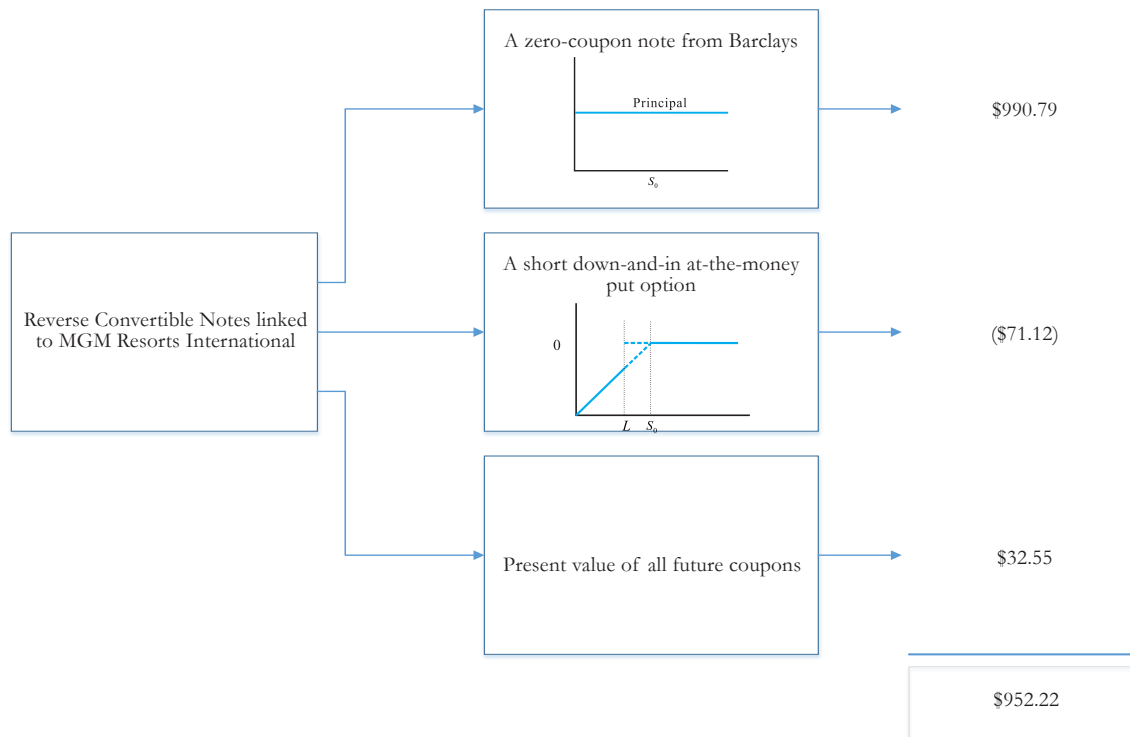 A zero-coupon note from Barclays
Principal
S₀
$990.79
Reverse Convertible Notes linked
to MGM Resorts International
A short down-and-in at-the-money
put option
0
L S₀
($71.12)
Present value of all future coupons
$32.55
$952.22